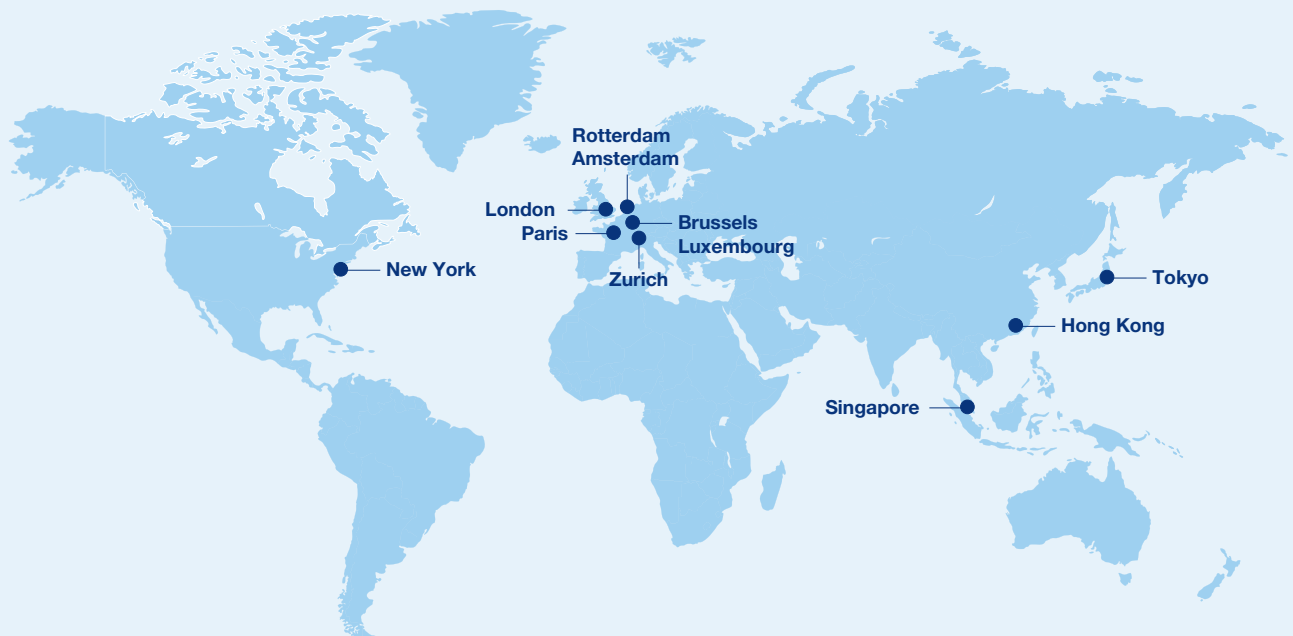 Rotterdam
Amsterdam
London
Brussels
Paris
Luxembourg
New York
Zurich
Tokyo
Hong Kong
Singapore